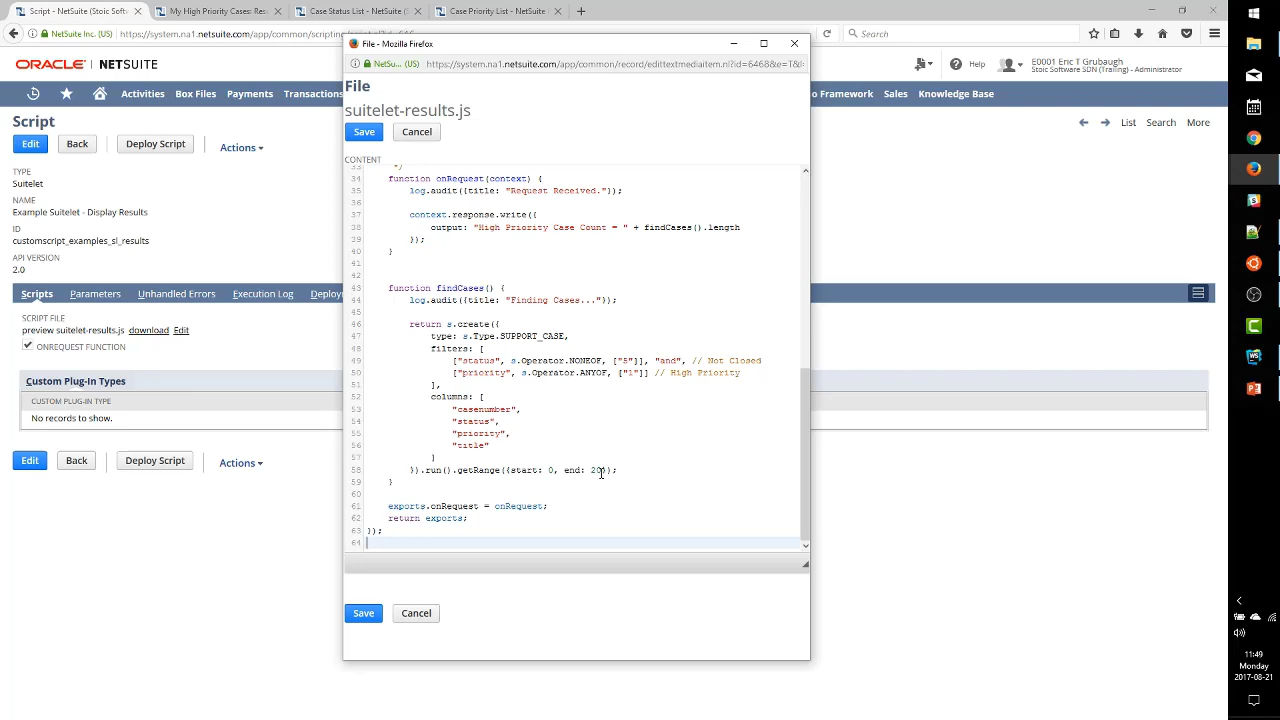 Script - NetSuite (Stoic Softw
My High Priority Cases: Res
Case Status List - NetSuite (
Case Priority List - NetSuite
NetSuite Inc. (US)
https://system.na1.netsuite.com/app/common/scripting
Search
ORACLE NETSUITE
Help
E0001 Eric T Grubaugh
Stoic Software SDN (Trailing) - Administrator
Activities
Box Files
Payments
Transactions
o Framework
Sales
Knowledge Base
Script
List
Search
More
Edit
Back
Deploy Script
Actions
TYPE
Suitelet
NAME
Example Suitelet - Display Results
ID
customscript_examples_sl_results
API VERSION
2.0
Scripts
Parameters
Unhandled Errors
Execution Log
Deploy
SCRIPT FILE
preview suitelet-results.js download Edit
ONREQUEST FUNCTION
Custom Plug-In Types
CUSTOM PLUG-IN TYPE
No records to show.
Edit
Back
Deploy Script
Actions
File - Mozilla Firefox
NetSu... (US)
https://system.na1.netsuite.com/app/common/record/edittextmediaitem.nl?id=6468&e=T&l
File
suitelet-results.js
Save
Cancel
CONTENT
33 */
34 function onRequest(context) {
35 log.audit({title: "Request Received."});
36
37 context.response.write({
38 output: "High Priority Case Count = " + findCases().length
39 });
40 }
41
42
43 function findCases() {
44 log.audit({title: "Finding Cases..."});
45
46 return s.create({
47 type: s.Type.SUPPORT_CASE,
48 filters: [
49 ["status", s.Operator.NONEOF, ["5"]], "and", // Not Closed
50 ["priority", s.Operator.ANYOF, ["1"]] // High Priority
51 ],
52 columns: [
53 "casenumber",
54 "status",
55 "priority",
56 "title"
57 ]
58 }).run().getRange({start: 0, end: 20});
59 }
60
61 exports.onRequest = onRequest;
62 return exports;
63 });
64
Save
Cancel
11:49
Monday
2017-08-21